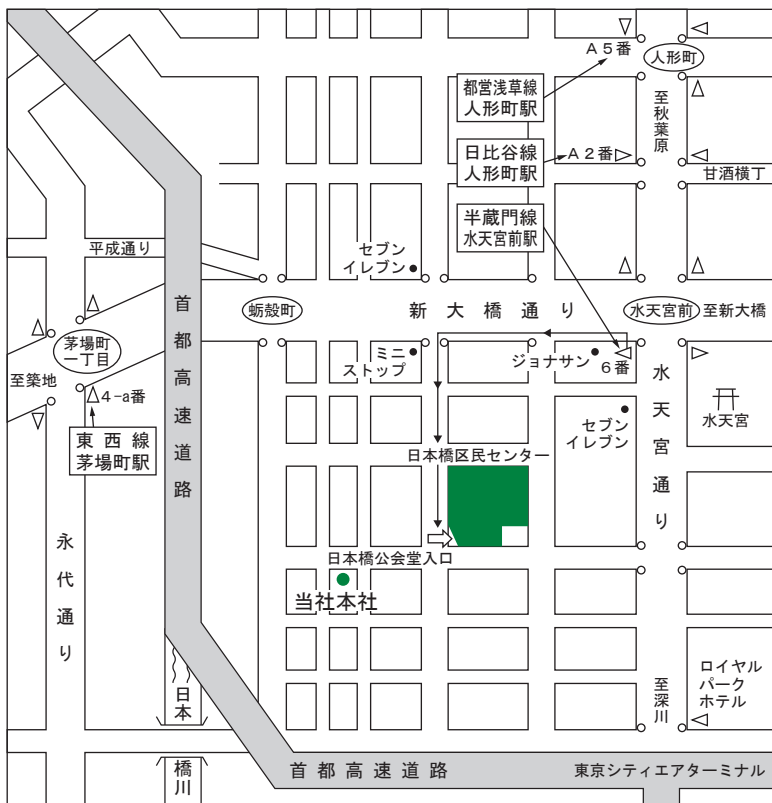 A5番
人形町
都営浅草線
人形町駅
至秋葉原
日比谷線
人形町駅
A2番
甘酒横丁
半蔵門線
水天宮前駅
平成通り
セブン
イレブン
首都高速道路
蛎殻町
新大橋通り
水天宮前
至新大橋
茅場町
一丁目
ミニ
ストップ
ジョナサン
6番
至築地
4-a番
水天宮通り
水天宮
東西線
茅場町駅
セブン
イレブン
日本橋区民センター
永代通り
日本橋公会堂入口
当社本社
日本
橋川
至深川
ロイヤル
パーク
ホテル
首都高速道路
東京シティエアターミナル